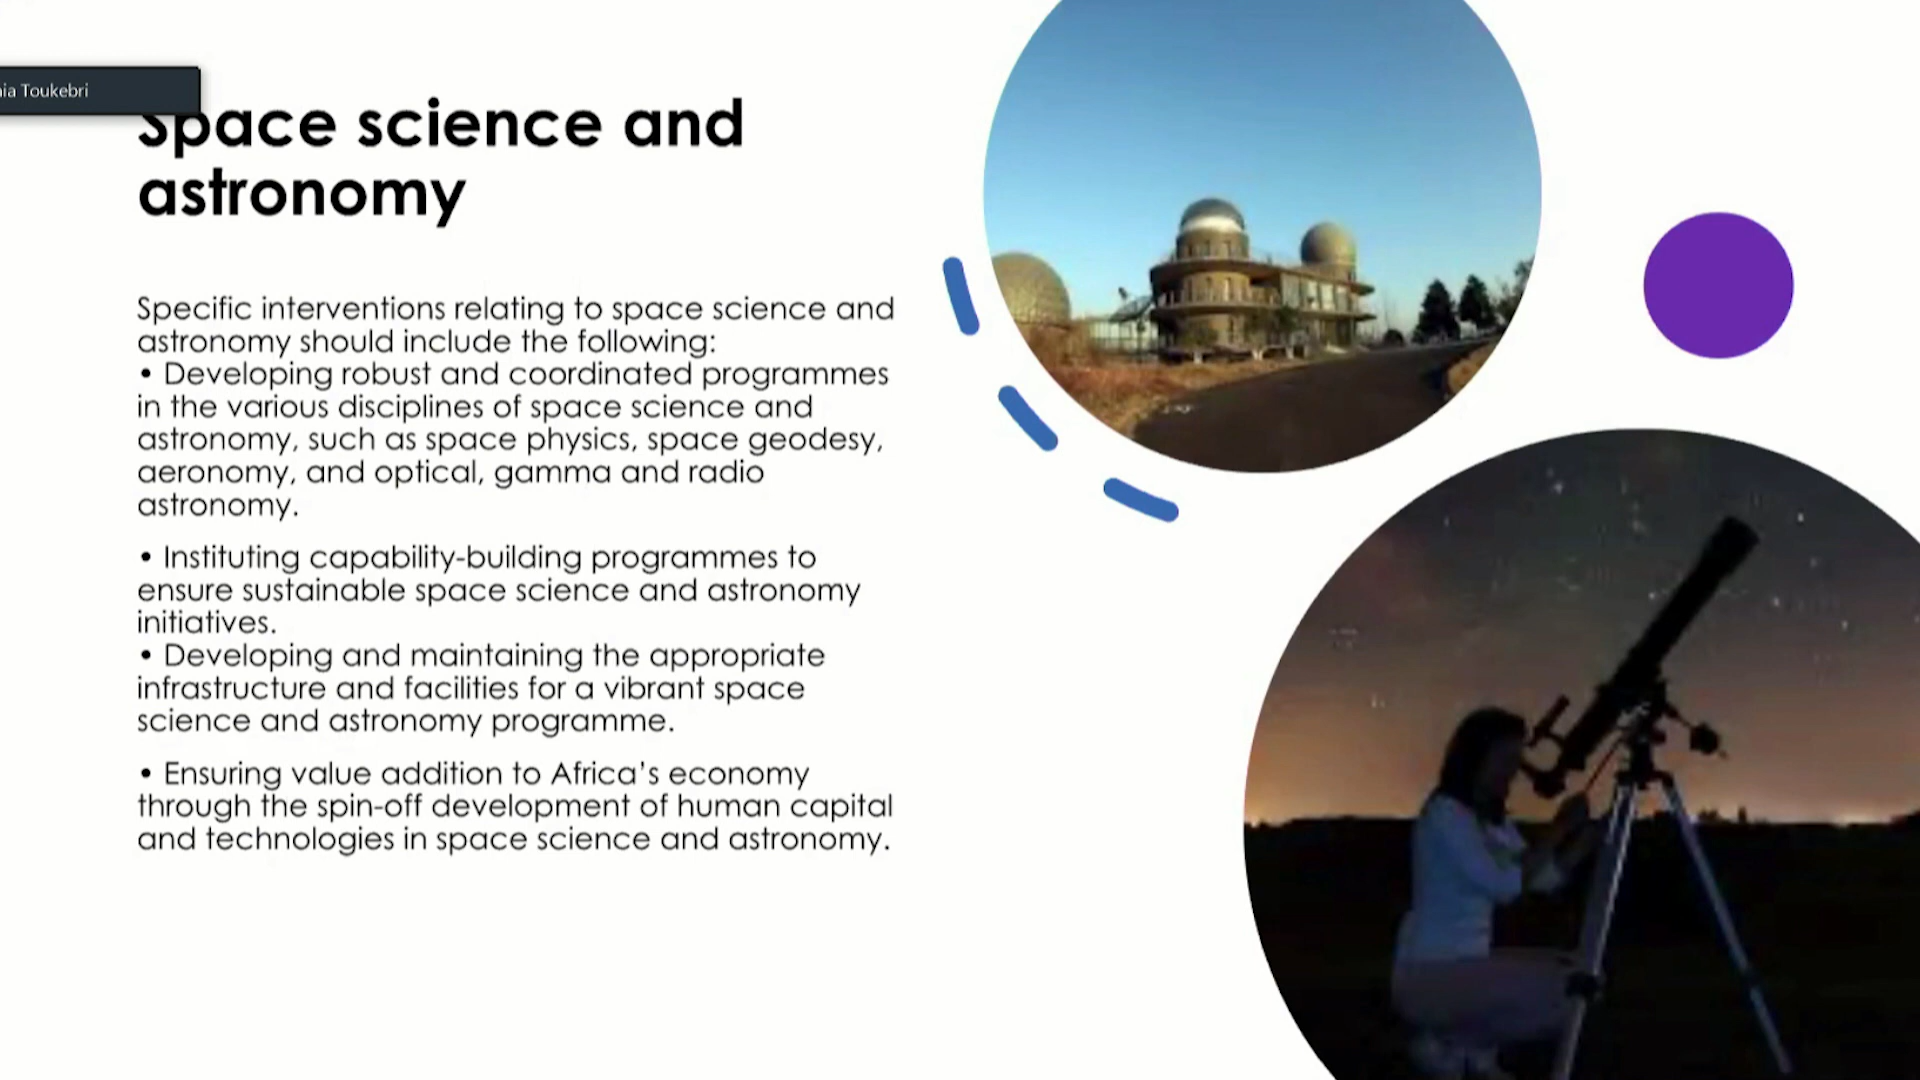 Toukebri
Space science and
astronomy
Specific interventions relating to space science and
astronomy should include the following:
• Developing robust and coordinated programmes
in the various disciplines of space science and
astronomy, such as space physics, space geodesy,
aeronomy, and optical, gamma and radio
astronomy.
• Instituting capability-building programmes to
ensure sustainable space science and astronomy
initiatives.
• Developing and maintaining the appropriate
infrastructure and facilities for a vibrant space
science and astronomy programme.
• Ensuring value addition to Africa's economy
through the spin-off development of human capital
and technologies in space science and astronomy.